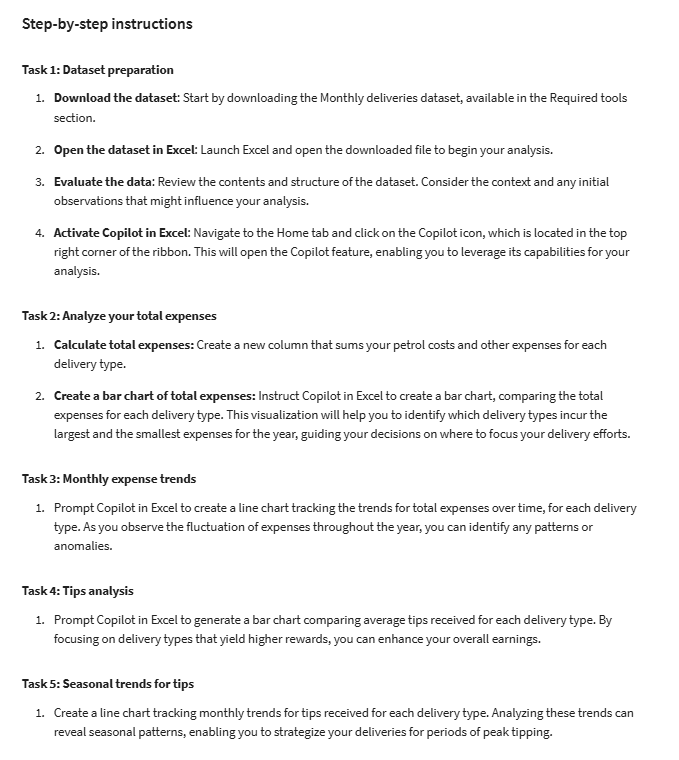 Step-by-step instructions
Task 1: Dataset preparation
1. Download the dataset: Start by downloading the Monthly deliveries dataset, available in the Required tools
section.
2. Open the dataset in Excel: Launch Excel and open the downloaded file to begin your analysis.
3. Evaluate the data: Review the contents and structure of the dataset. Consider the context and any initial
observations that might influence your analysis.
4. Activate Copilot in Excel: Navigate to the Home tab and click on the Copilot icon, which is located in the top
right corner of the ribbon. This will open the Copilot feature, enabling you to leverage its capabilities for your
analysis.
Task 2: Analyze your total expenses
1. Calculate total expenses: Create a new column that sums your petrol costs and other expenses for each
delivery type.
2. Create a bar chart of total expenses: Instruct Copilot in Excel to create a bar chart, comparing the total
expenses for each delivery type. This visualization will help you to identify which delivery types incur the
largest and the smallest expenses for the year, guiding your decisions on where to focus your delivery efforts.
Task 3: Monthly expense trends
1. Prompt Copilot in Excel to create a line chart tracking the trends for total expenses over time, for each delivery
type. As you observe the fluctuation of expenses throughout the year, you can identify any patterns or
anomalies.
Task 4: Tips analysis
1. Prompt Copilot in Excel to generate a bar chart comparing average tips received for each delivery type. By
focusing on delivery types that yield higher rewards, you can enhance your overall earnings.
Task 5: Seasonal trends for tips
1. Create a line chart tracking monthly trends for tips received for each delivery type. Analyzing these trends can
reveal seasonal patterns, enabling you to strategize your deliveries for periods of peak tipping.